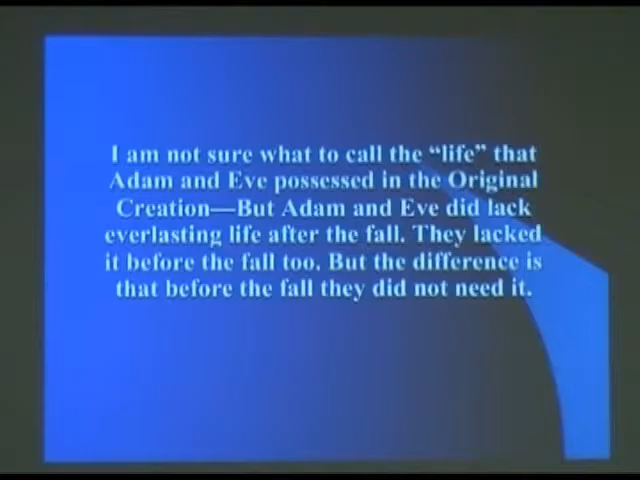 I am not sure what to call the “life” that
Adam and Eve possessed in the Original
Creation—But Adam and Eve did lack
everlasting life after the fall. They lacked
it before the fall too. But the difference is
that before the fall they did not need it.